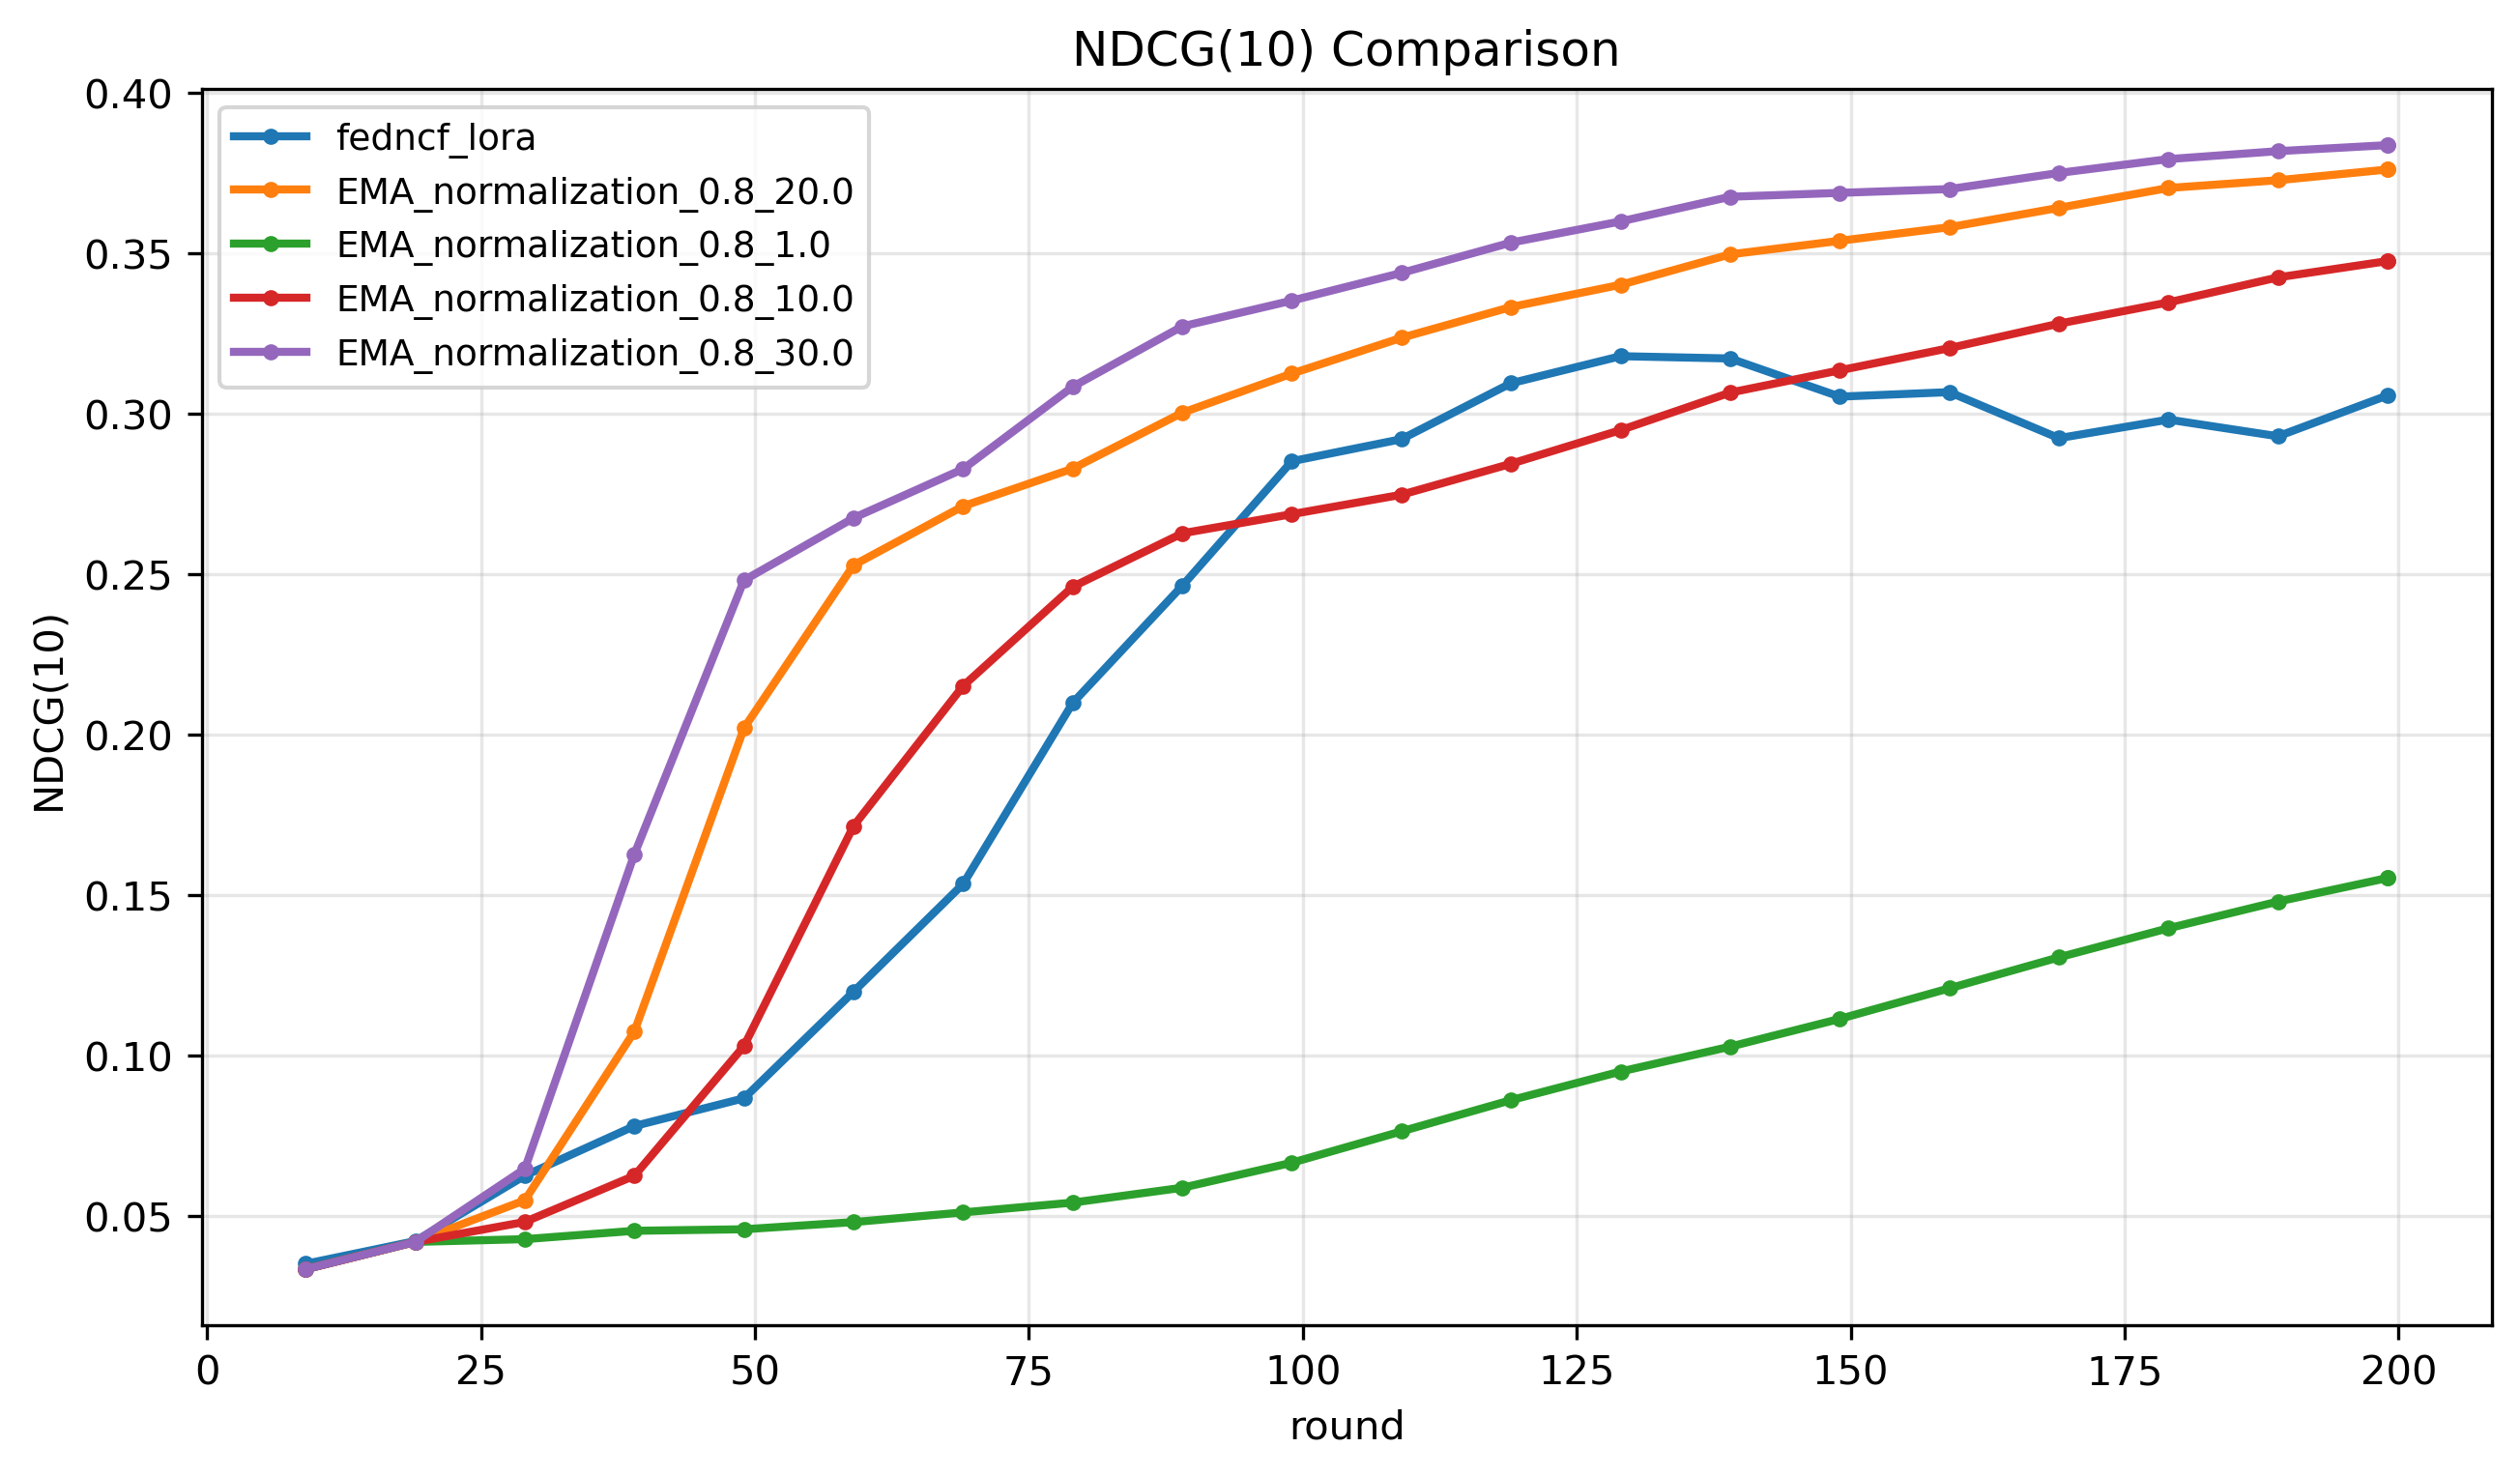 NDCG(10) Comparison
0.40
0.35
0.30
0.25
0.20
0.15
0.10
0.05
NDCG(10)
fedncf_lora
EMA_normalization_0.8_20.0
EMA_normalization_0.8_1.0
EMA_normalization_0.8_10.0
EMA_normalization_0.8_30.0
0 25 50 75 100 125 150 175 200
round